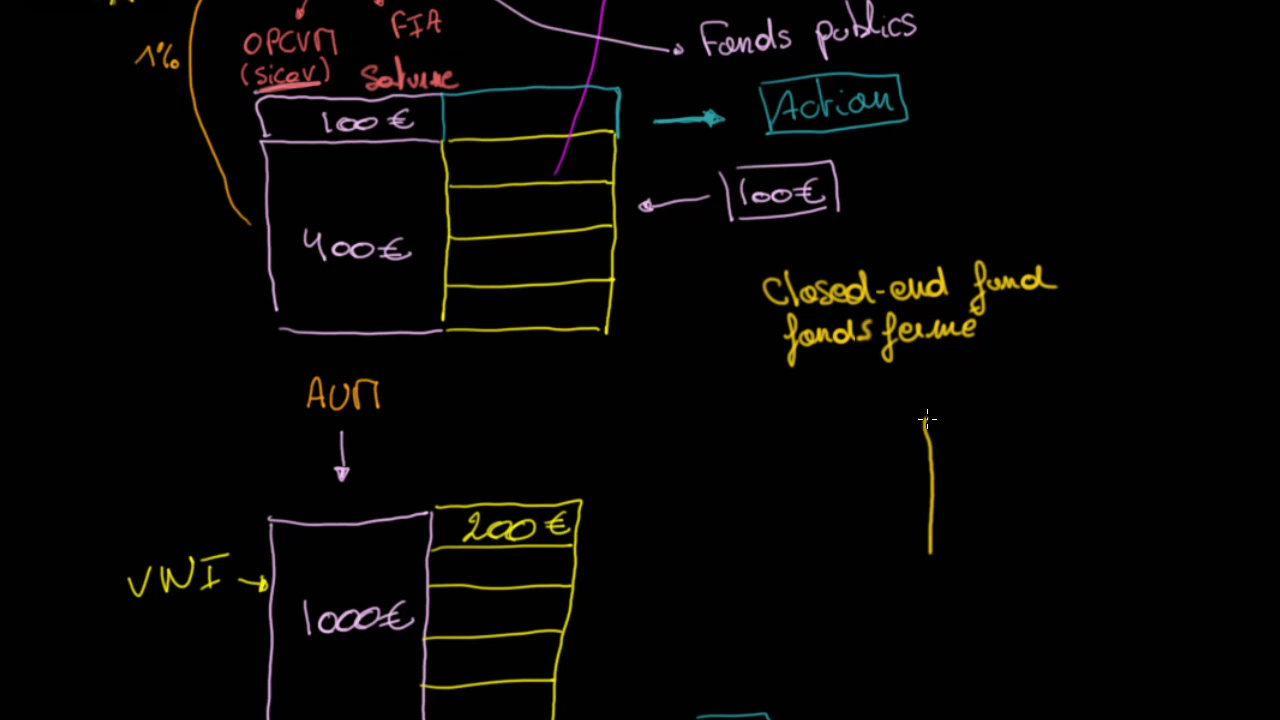 1%
OPCVM
(sicav)
FIA
Fonds publics
100€
Action
400€
100€
Closed-end fund
fonds fermé
AUM
200€
VNI
1000€